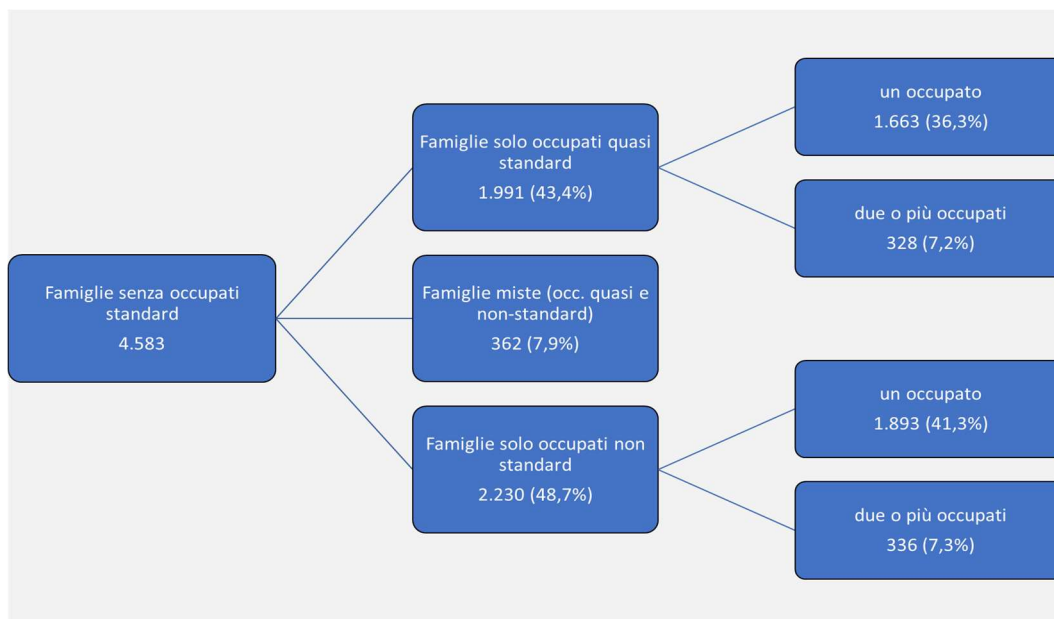 Famiglie senza occupati
standard
4.583
Famiglie solo occupati quasi
standard
1.991 (43,4%)
un occupato
1.663 (36,3%)
due o più occupati
328 (7,2%)
Famiglie miste (occ. quasi e
non-standard)
362 (7,9%)
Famiglie solo occupati non
standard
2.230 (48,7%)
un occupato
1.893 (41,3%)
due o più occupati
336 (7,3%)